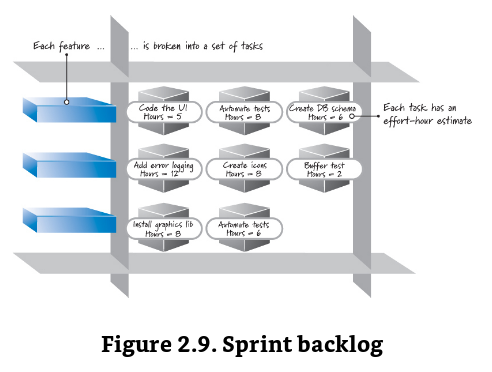 Each feature ...
... is broken into a set of tasks
Code the UI
Hours = 5
Automate tests
Hours = 8
Create DB schema
Hours = 6
Each task has an
effort-hour estimate
Add error logging
Hours = 12
Create icons
Hours = 8
Buffer test
Hours = 2
Install graphics lib
Hours = 8
Automate tests
Hours = 6
Figure 2.9. Sprint backlog